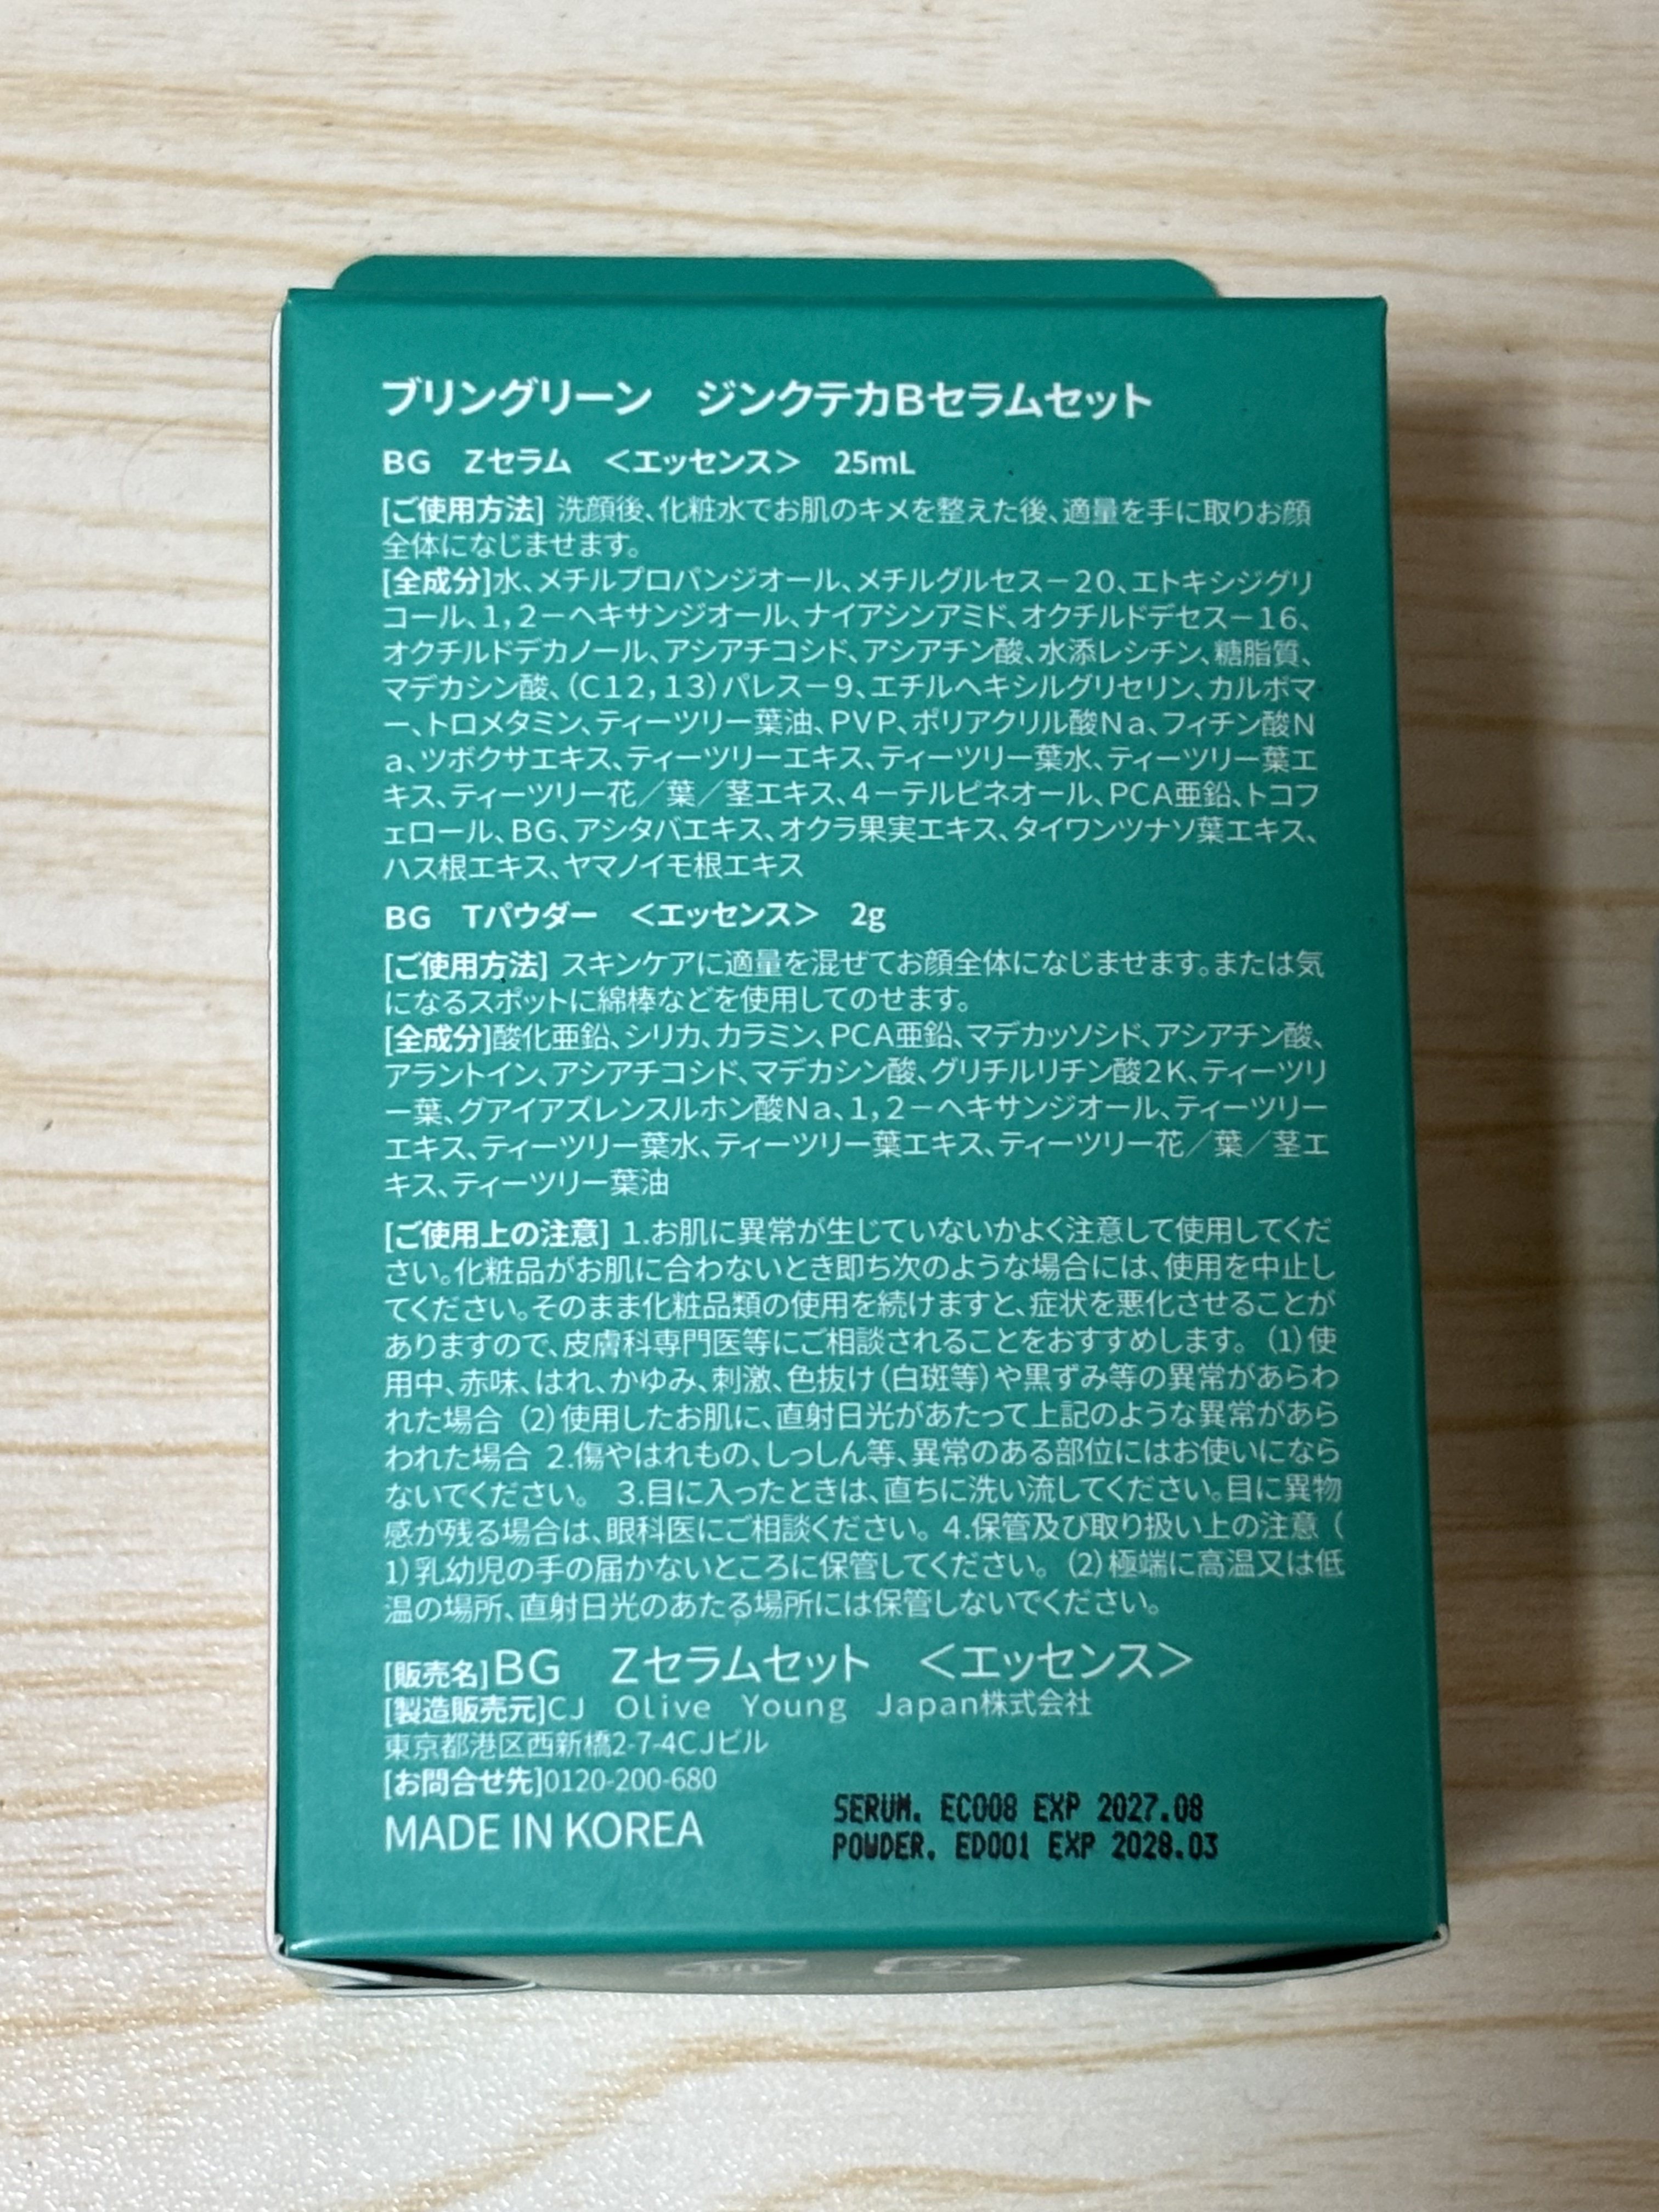 ブリングリーン　ジンクテカBセラムセット
BG　Zセラム　＜エッセンス＞　25mL
[ご使用方法] 洗顔後、化粧水でお肌のキメを整えた後、適量を手に取りお顔
全体になじませます。
[全成分]水、メチルプロパンジオール、メチルグルセス－20、エトキシジグリ
コール、1，2－ヘキサンジオール、ナイアシンアミド、オクチルドデセス－16、
オクチルドデカノール、アシアチコシド、アシアチン酸、水添レシチン、糖脂質、
マデカシン酸、（C12，13）パレス－9、エチルヘキシルグリセリン、カルボマ
ー、トロメタミン、ティーツリー葉油、PVP、ポリアクリル酸Na、フィチン酸N
a、ツボクサエキス、ティーツリーエキス、ティーツリー葉水、ティーツリー葉エ
キス、ティーツリー花／葉／茎エキス、4－テルピネオール、PCA亜鉛、トコフ
ェロール、BG、アシタバエキス、オクラ果実エキス、タイワンツナソ葉エキス、
ハス根エキス、ヤマノイモ根エキス
BG　Tパウダー　＜エッセンス＞　2g
[ご使用方法] スキンケアに適量を混ぜてお顔全体になじませます。または気
になるスポットに綿棒などを使用してのせます。
[全成分]酸化亜鉛、シリカ、カラミン、PCA亜鉛、マデカッソシド、アシアチン酸、
アラントイン、アシアチコシド、マデカシン酸、グリチルリチン酸2K、ティーツリ
ー葉、グアイアズレンスルホン酸Na、1，2－ヘキサンジオール、ティーツリー
エキス、ティーツリー葉水、ティーツリー葉エキス、ティーツリー花／葉／茎エ
キス、ティーツリー葉油
[ご使用上の注意] 1.お肌に異常が生じていないかよく注意して使用してくだ
さい。化粧品がお肌に合わないとき即ち次のような場合には、使用を中止し
てください。そのまま化粧品類の使用を続けますと、症状を悪化させることが
ありますので、皮膚科専門医等にご相談されることをおすすめします。（1）使
用中、赤味、はれ、かゆみ、刺激、色抜け（白斑等）や黒ずみ等の異常があらわ
れた場合（2）使用したお肌に、直射日光があたって上記のような異常があら
われた場合 2.傷やはれもの、しっしん等、異常のある部位にはお使いになら
ないでください。 3.目に入ったときは、直ちに洗い流してください。目に異物
感が残る場合は、眼科医にご相談ください。 4.保管及び取り扱い上の注意（
1）乳幼児の手の届かないところに保管してください。（2）極端に高温又は低
温の場所、直射日光のあたる場所には保管しないでください。
[販売名]BG　Zセラムセット　＜エッセンス＞
[製造販売元]CJ　Olive　Young　Japan株式会社
東京都港区西新橋2-7-4CJビル
[お問合せ先]0120-200-680
MADE IN KOREA
SERUM. EC008 EXP 2027.08
POWDER. ED001 EXP 2028.03